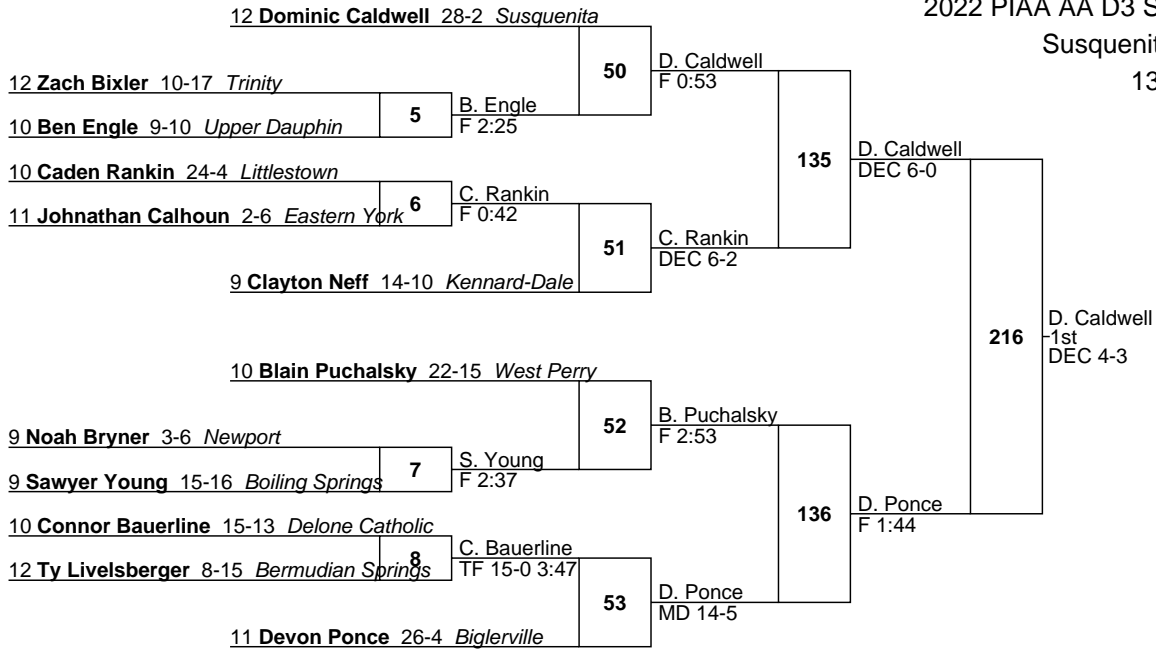 2022 PIAA AA D3 S
Susquenit
13
12 Dominic Caldwell 28-2 Susquenita
50
D. Caldwell
F 0:53
12 Zach Bixler 10-17 Trinity
5
B. Engle
F 2:25
10 Ben Engle 9-10 Upper Dauphin
135
D. Caldwell
DEC 6-0
10 Caden Rankin 24-4 Littlestown
6
C. Rankin
F 0:42
11 Johnathan Calhoun 2-6 Eastern York
51
C. Rankin
DEC 6-2
9 Clayton Neff 14-10 Kennard-Dale
216
D. Caldwell
1st
DEC 4-3
10 Blain Puchalsky 22-15 West Perry
52
B. Puchalsky
F 2:53
9 Noah Bryner 3-6 Newport
7
S. Young
F 2:37
9 Sawyer Young 15-16 Boiling Springs
136
D. Ponce
F 1:44
10 Connor Bauerline 15-13 Delone Catholic
8
C. Bauerline
TF 15-0 3:47
12 Ty Livelsberger 8-15 Bermudian Springs
53
D. Ponce
MD 14-5
11 Devon Ponce 26-4 Biglerville